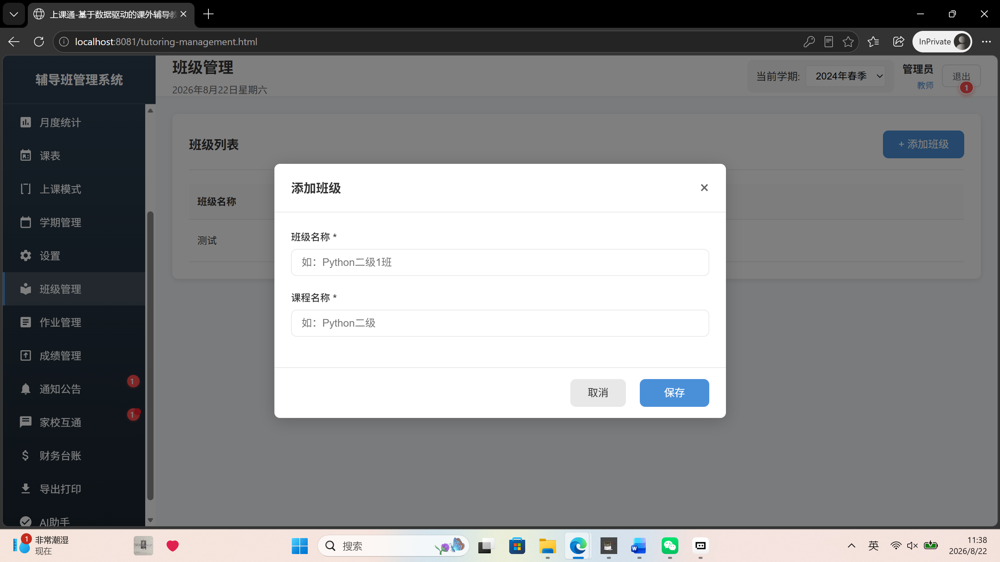 上课通-基于数据驱动的课外辅导教
localhost:8081/tutoring-management.html
InPrivate
辅导班管理系统
班级管理
2026年8月22日星期六
当前学期:
2024年春季
管理员
教师
退出
1
月度统计
课表
上课模式
学期管理
设置
班级管理
作业管理
成绩管理
通知公告
1
家校互通
1
财务台账
导出打印
AI助手
班级列表
+ 添加班级
班级名称
测试
添加班级
×
班级名称 *
如：Python二级1班
课程名称 *
如：Python二级
取消
保存
1
非常潮湿
现在
搜索
英
11:38
2026/8/22